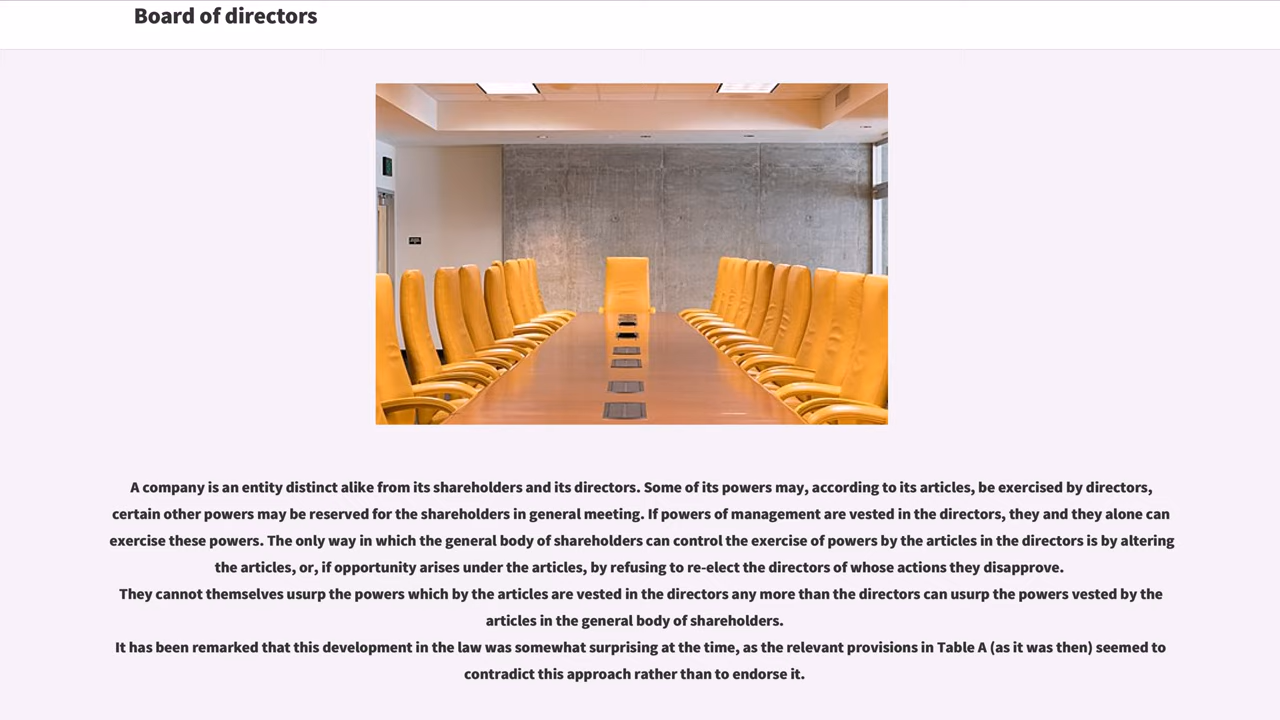 Board of directors
A company is an entity distinct alike from its shareholders and its directors. Some of its powers may, according to its articles, be exercised by directors,
certain other powers may be reserved for the shareholders in general meeting. If powers of management are vested in the directors, they and they alone can
exercise these powers. The only way in which the general body of shareholders can control the exercise of powers by the articles in the directors is by altering
the articles, or, if opportunity arises under the articles, by refusing to re-elect the directors of whose actions they disapprove.
They cannot themselves usurp the powers which by the articles are vested in the directors any more than the directors can usurp the powers vested by the
articles in the general body of shareholders.
It has been remarked that this development in the law was somewhat surprising at the time, as the relevant provisions in Table A (as it was then) seemed to
contradict this approach rather than to endorse it.